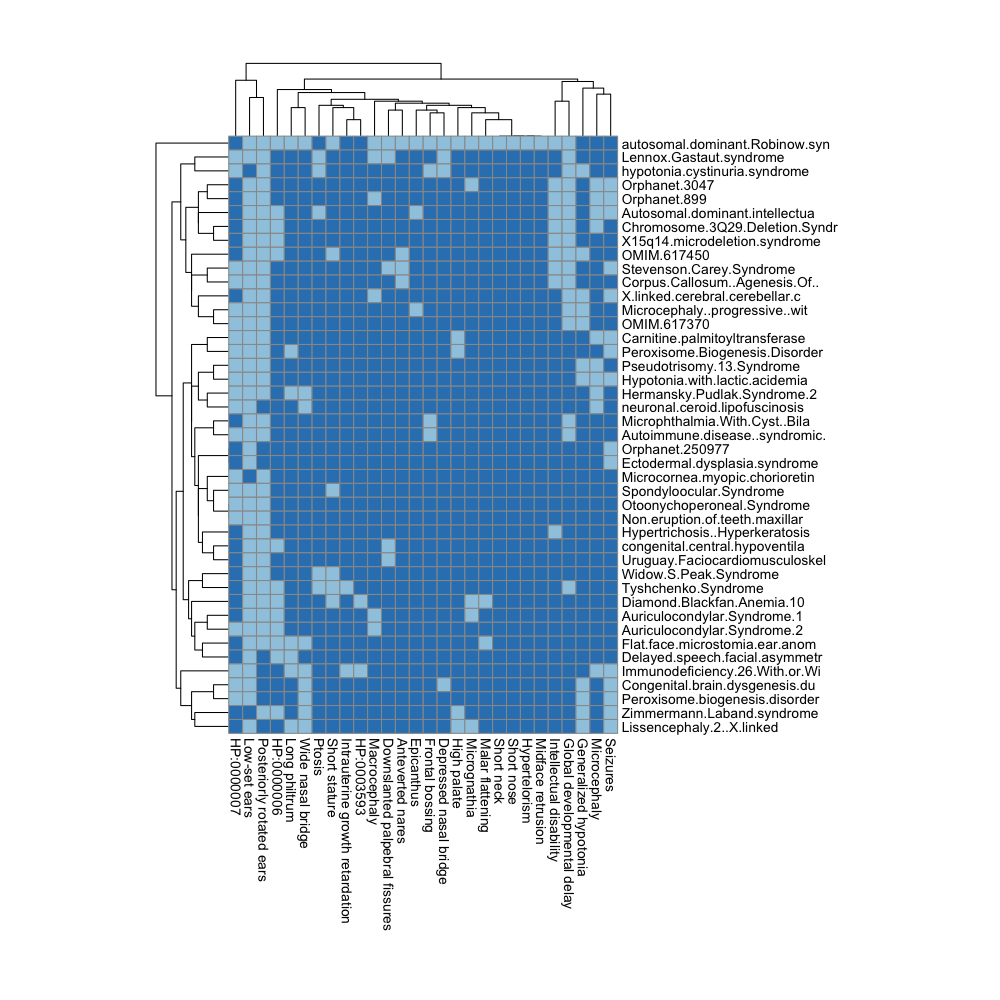 autosomal.dominant.Robinow.syn
Lennox.Gastaut.syndrome
hypotonia.cystinuria.syndrome
Orphanet.3047
Orphanet.899
Autosomal.dominant.intellectua
Chromosome.3Q29.Deletion.Syndr
X15q14.microdeletion.syndrome
OMIM.617450
Stevenson.Carey.Syndrome
Corpus.Callosum..Agenesis.Of..
X.linked.cerebral.cerebellar.c
Microcephaly..progressive..wit
OMIM.617370
Carnitine.palmitoyltransferase
Peroxisome.Biogenesis.Disorder
Pseudotrisomy.13.Syndrome
Hypotonia.with.lactic.acidemia
Hermansky.Pudlak.Syndrome.2
neuronal.ceroid.lipofuscinosis
Microphthalmia.With.Cyst..Bila
Autoimmune.disease..syndromic.
Orphanet.250977
Ectodermal.dysplasia.syndrome
Microcornea.myopic.chorioretin
Spondyloocular.Syndrome
Otoonychoperoneal.Syndrome
Non.eruption.of.teeth.maxillar
Hypertrichosis..Hyperkeratosis
congenital.central.hypoventila
Uruguay.Faciocardiomusculoskel
Widow.S.Peak.Syndrome
Tyshchenko.Syndrome
Diamond.Blackfan.Anemia.10
Auriculocondylar.Syndrome.1
Auriculocondylar.Syndrome.2
Flat.face.microstomia.ear.anom
Delayed.speech.facial.asymmetr
Immunodeficiency.26.With.or.Wi
Congenital.brain.dysgenesis.du
Peroxisome.biogenesis.disorder
Zimmermann.Laband.syndrome
Lissencephaly.2..X.linked
HP:0000007
Low-set ears
Posteriorly rotated ears
HP:0000006
Long philtrum
Wide nasal bridge
Ptosis
Short stature
Intrauterine growth retardation
HP:0003593
Macrocephaly
Downslanted palpebral fissures
Anteverted nares
Epicanthus
Frontal bossing
Depressed nasal bridge
High palate
Micrognathia
Malar flattening
Short neck
Short nose
Hypertelorism
Midface retrusion
Intellectual disability
Global developmental delay
Generalized hypotonia
Microcephaly
Seizures